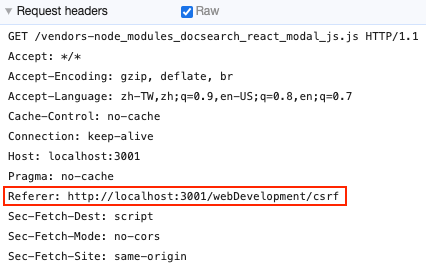 Request headers
Raw
GET /vendors-node_modules_docsearch_react_modal_js.js HTTP/1.1
Accept: */*
Accept-Encoding: gzip, deflate, br
Accept-Language: zh-TW,zh;q=0.9,en-US;q=0.8,en;q=0.7
Cache-Control: no-cache
Connection: keep-alive
Host: localhost:3001
Pragma: no-cache
Referer: http://localhost:3001/webDevelopment/csrf
Sec-Fetch-Dest: script
Sec-Fetch-Mode: no-cors
Sec-Fetch-Site: same-origin